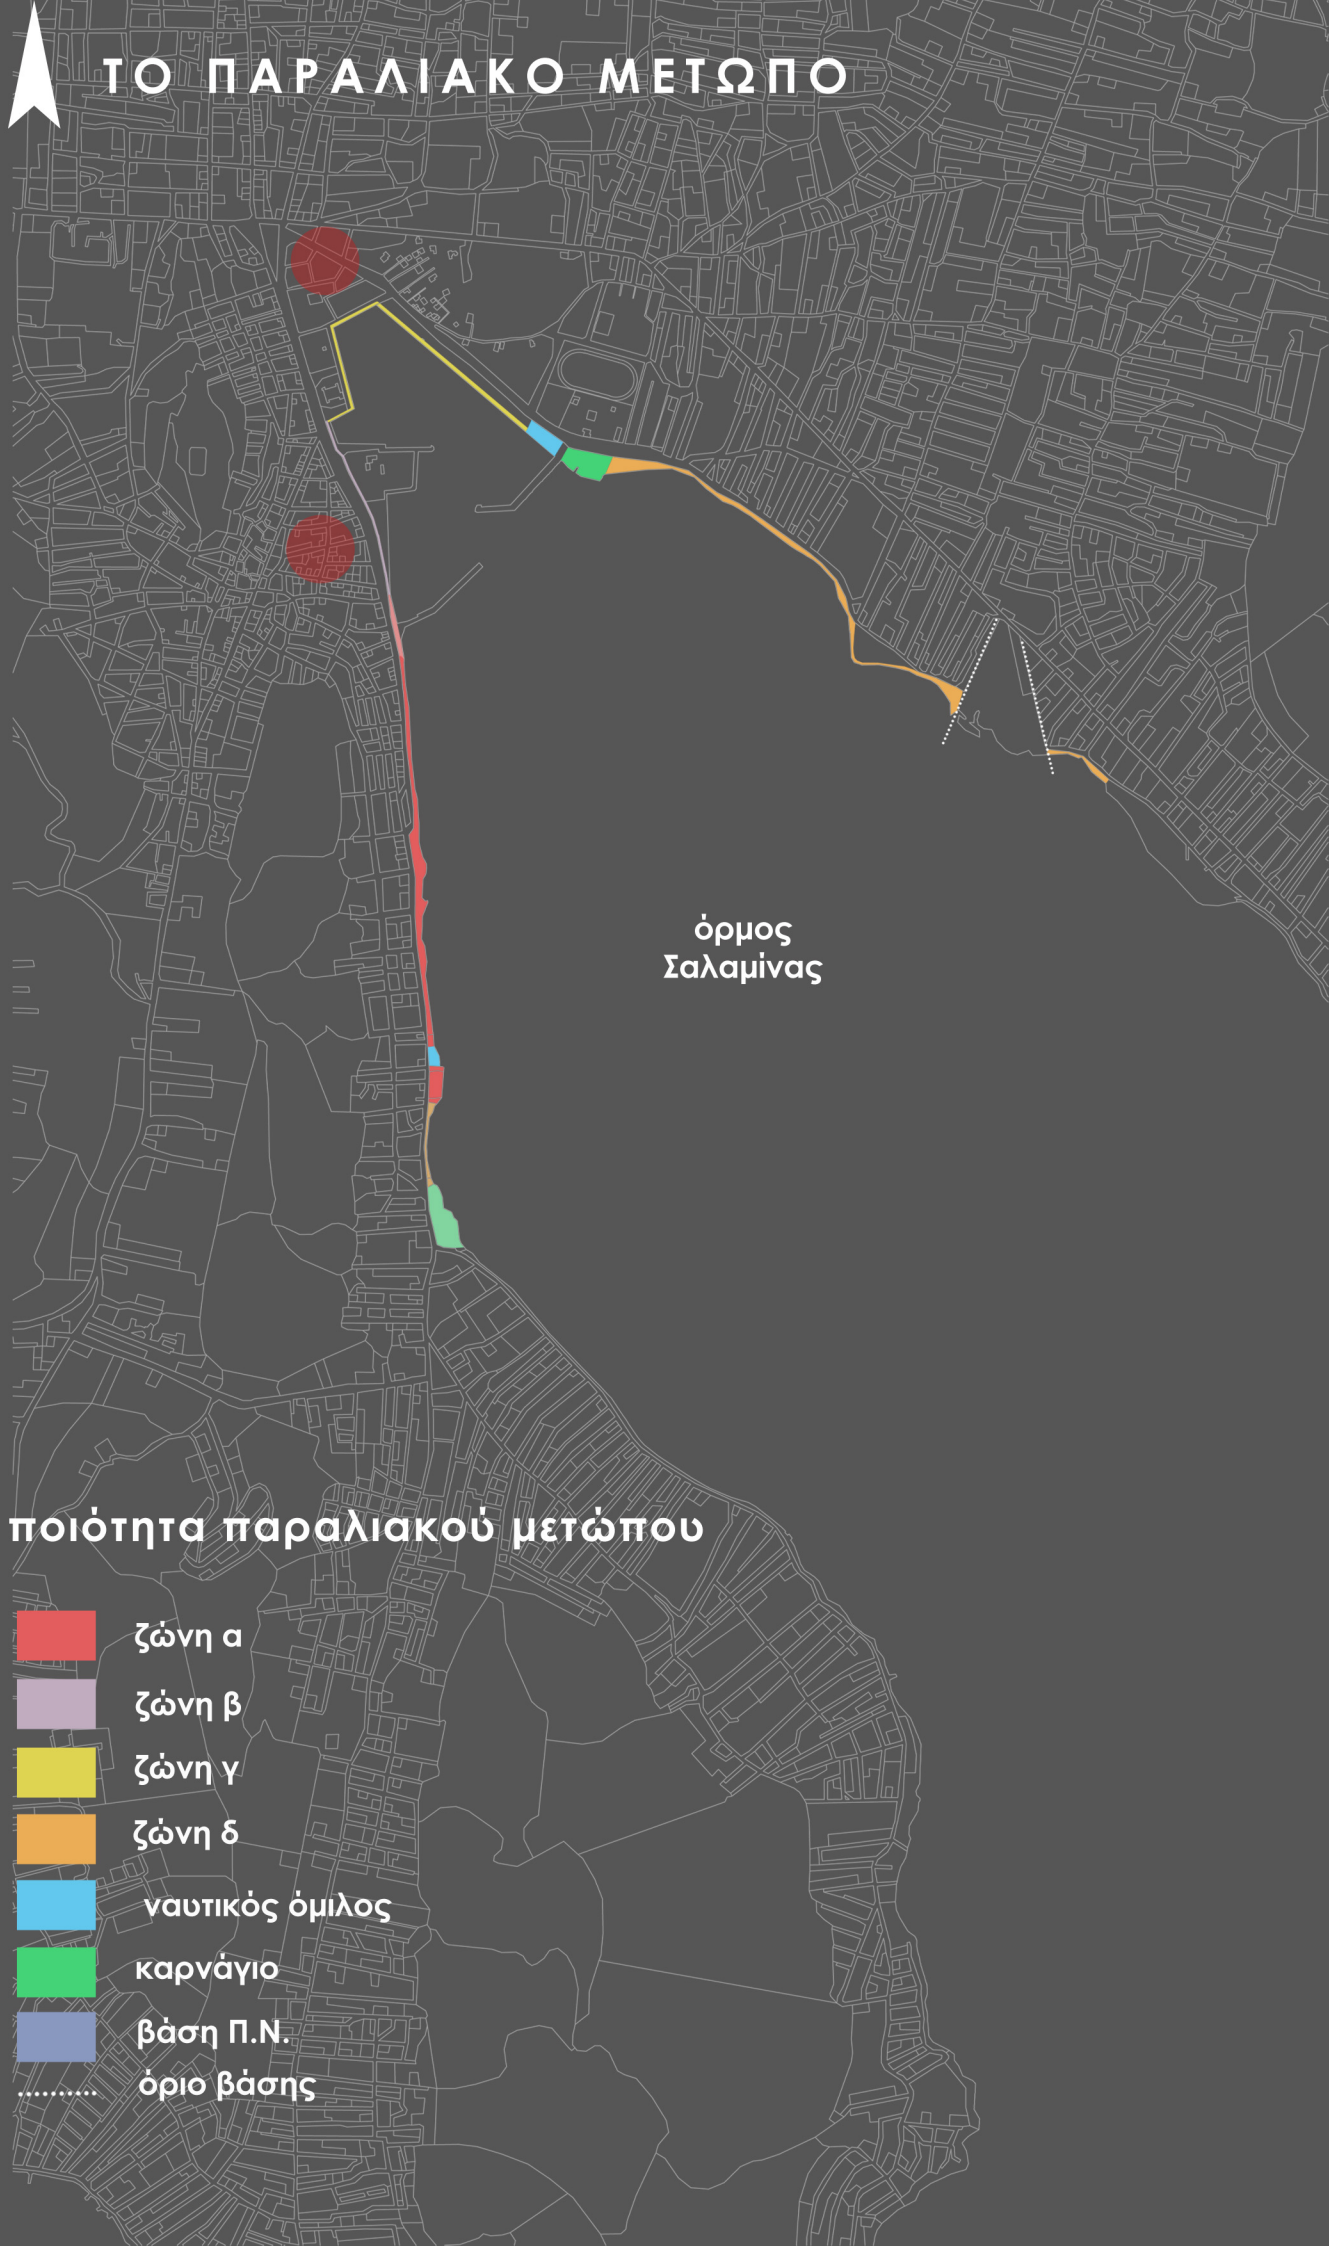 ΤΟ ΠΑΡΑΛΙΑΚΟ ΜΕΤΩΠΟ
όρμος
Σαλαμίνας
ποιότητα παραλιακού μετώπου
ζώνη α
ζώνη β
ζώνη γ
ζώνη δ
ναυτικός όμιλος
καρνάγιο
βάση Π.Ν.
όριο βάσης